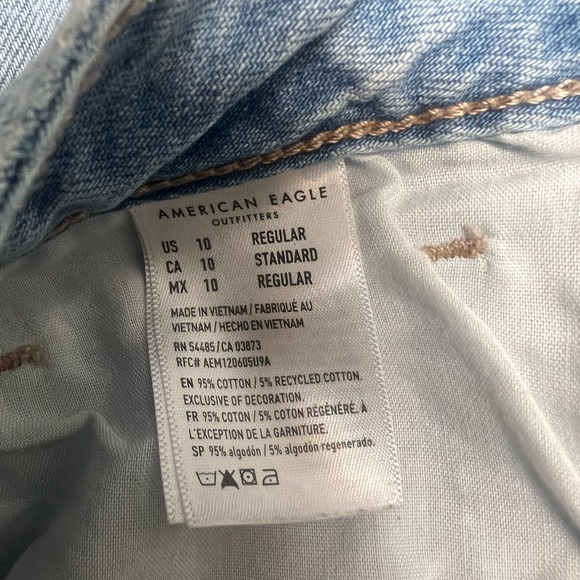 AMERICAN EAGLE
OUTFITTERS
US 10 REGULAR
CA 10 STANDARD
MX 10 REGULAR
MADE IN VIETNAM / FABRIQUÉ AU
VIETNAM / HECHO EN VIETNAM
RN 54485 / CA 03873
RFC# AEM120605U9A
EN 95% COTTON / 5% RECYCLED COTTON.
EXCLUSIVE OF DECORATION.
FR 95% COTON / 5% COTON RÉGÉNÉRÉ. À
L'EXCEPTION DE LA GARNITURE.
SP 95% algodón / 5% algodón regenerado.